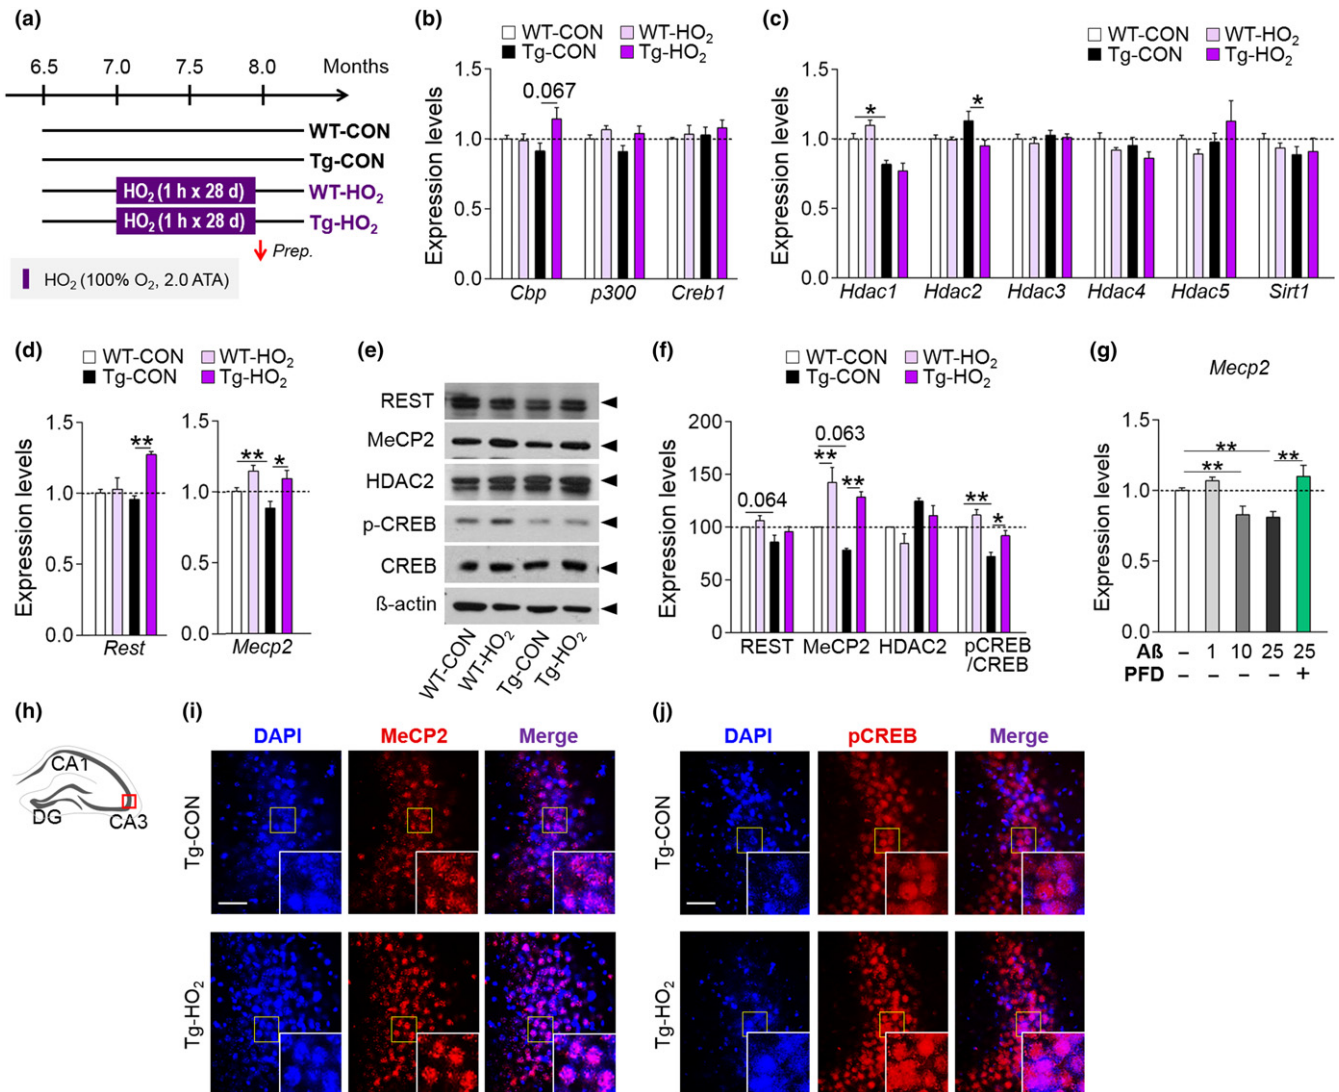 (a)
6.5 7.0 7.5 8.0 Months
WT-CON
Tg-CON
HO₂ (1 h x 28 d) WT-HO₂
HO₂ (1 h x 28 d) Tg-HO₂
Prep.
HO₂ (100% O₂, 2.0 ATA)
(b)
WT-CON WT-HO₂
Tg-CON Tg-HO₂
Expression levels
1.5
1.0
0.5
0.0
0.067
Cbp p300 Creb1
(c)
WT-CON WT-HO₂
Tg-CON Tg-HO₂
Expression levels
1.5
1.0
0.5
0.0
* *
Hdac1 Hdac2 Hdac3 Hdac4 Hdac5 Sirt1
(d)
WT-CON WT-HO₂
Tg-CON Tg-HO₂
Expression levels
1.5
1.0
0.5
0.0
**
Rest
1.5
1.0
0.5
0.0
** *
Mecp2
(e)
REST
MeCP2
HDAC2
p-CREB
CREB
ß-actin
WT-CON
WT-HO₂
Tg-CON
Tg-HO₂
(f)
WT-CON WT-HO₂
Tg-CON Tg-HO₂
Expression levels
200
150
100
50
0
0.064
0.063
** **
** *
REST MeCP2 HDAC2 pCREB
/CREB
(g)
Mecp2
Expression levels
1.5
1.0
0.5
0.0
**
** **
Aß – 1 10 25 25
PFD – – – – +
(h)
CA1
DG
CA3
(i)
DAPI MeCP2 Merge
Tg-CON
Tg-HO₂
(j)
DAPI pCREB Merge
Tg-CON
Tg-HO₂